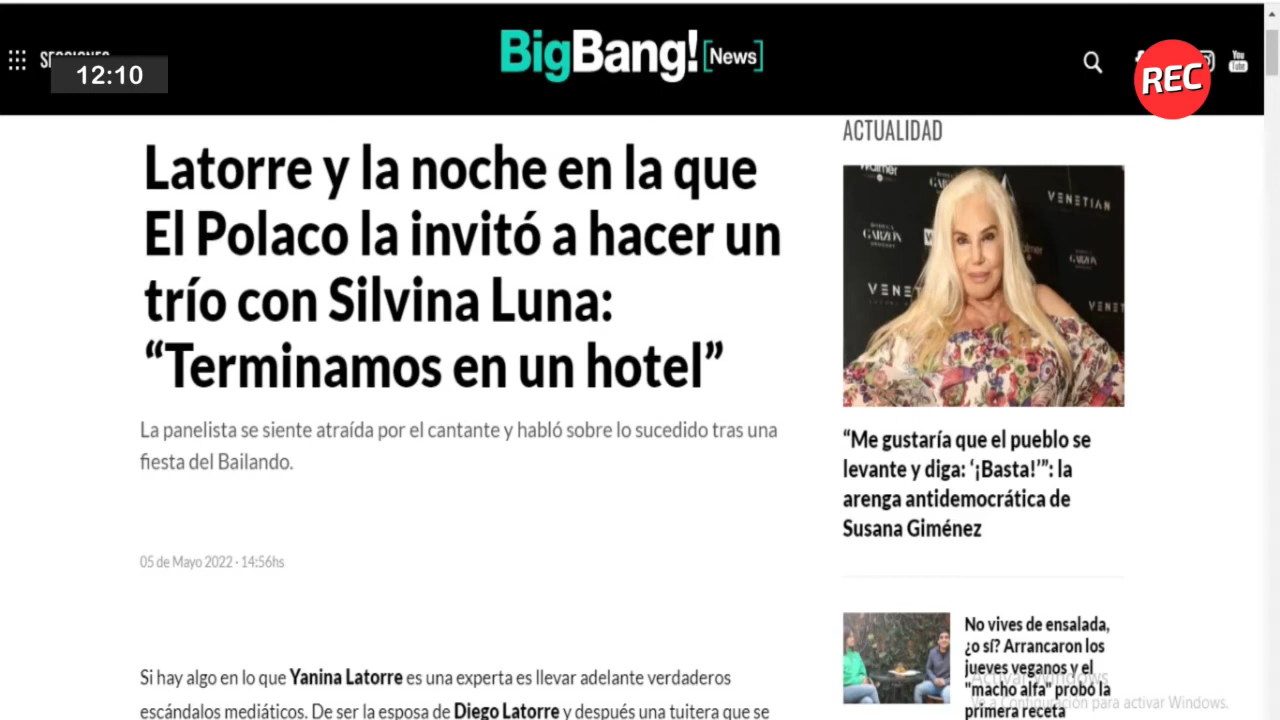 BigBang! [News]
12:10
REC
You
Tube
Latorre y la noche en la que
El Polaco la invitó a hacer un
trío con Silvina Luna:
“Terminamos en un hotel”
La panelista se siente atraída por el cantante y habló sobre lo sucedido tras una
fiesta del Bailando.
05 de Mayo 2022 - 14:56hs
Si hay algo en lo que Yanina Latorre es una experta es llevar adelante verdaderos
escándalos mediáticos. De ser la esposa de Diego Latorre y después una tuitera que se
ACTUALIDAD
VENETIAN
GARZÓN
“Me gustaría que el pueblo se
levante y diga: ‘¡Basta!’”: la
arenga antidemocrática de
Susana Giménez
No vives de ensalada,
¿o sí? Arrancaron los
jueves veganos y el
"macho alfa" probó la
primera receta
Activar Windows
Ve a Configuración para activar Windows.